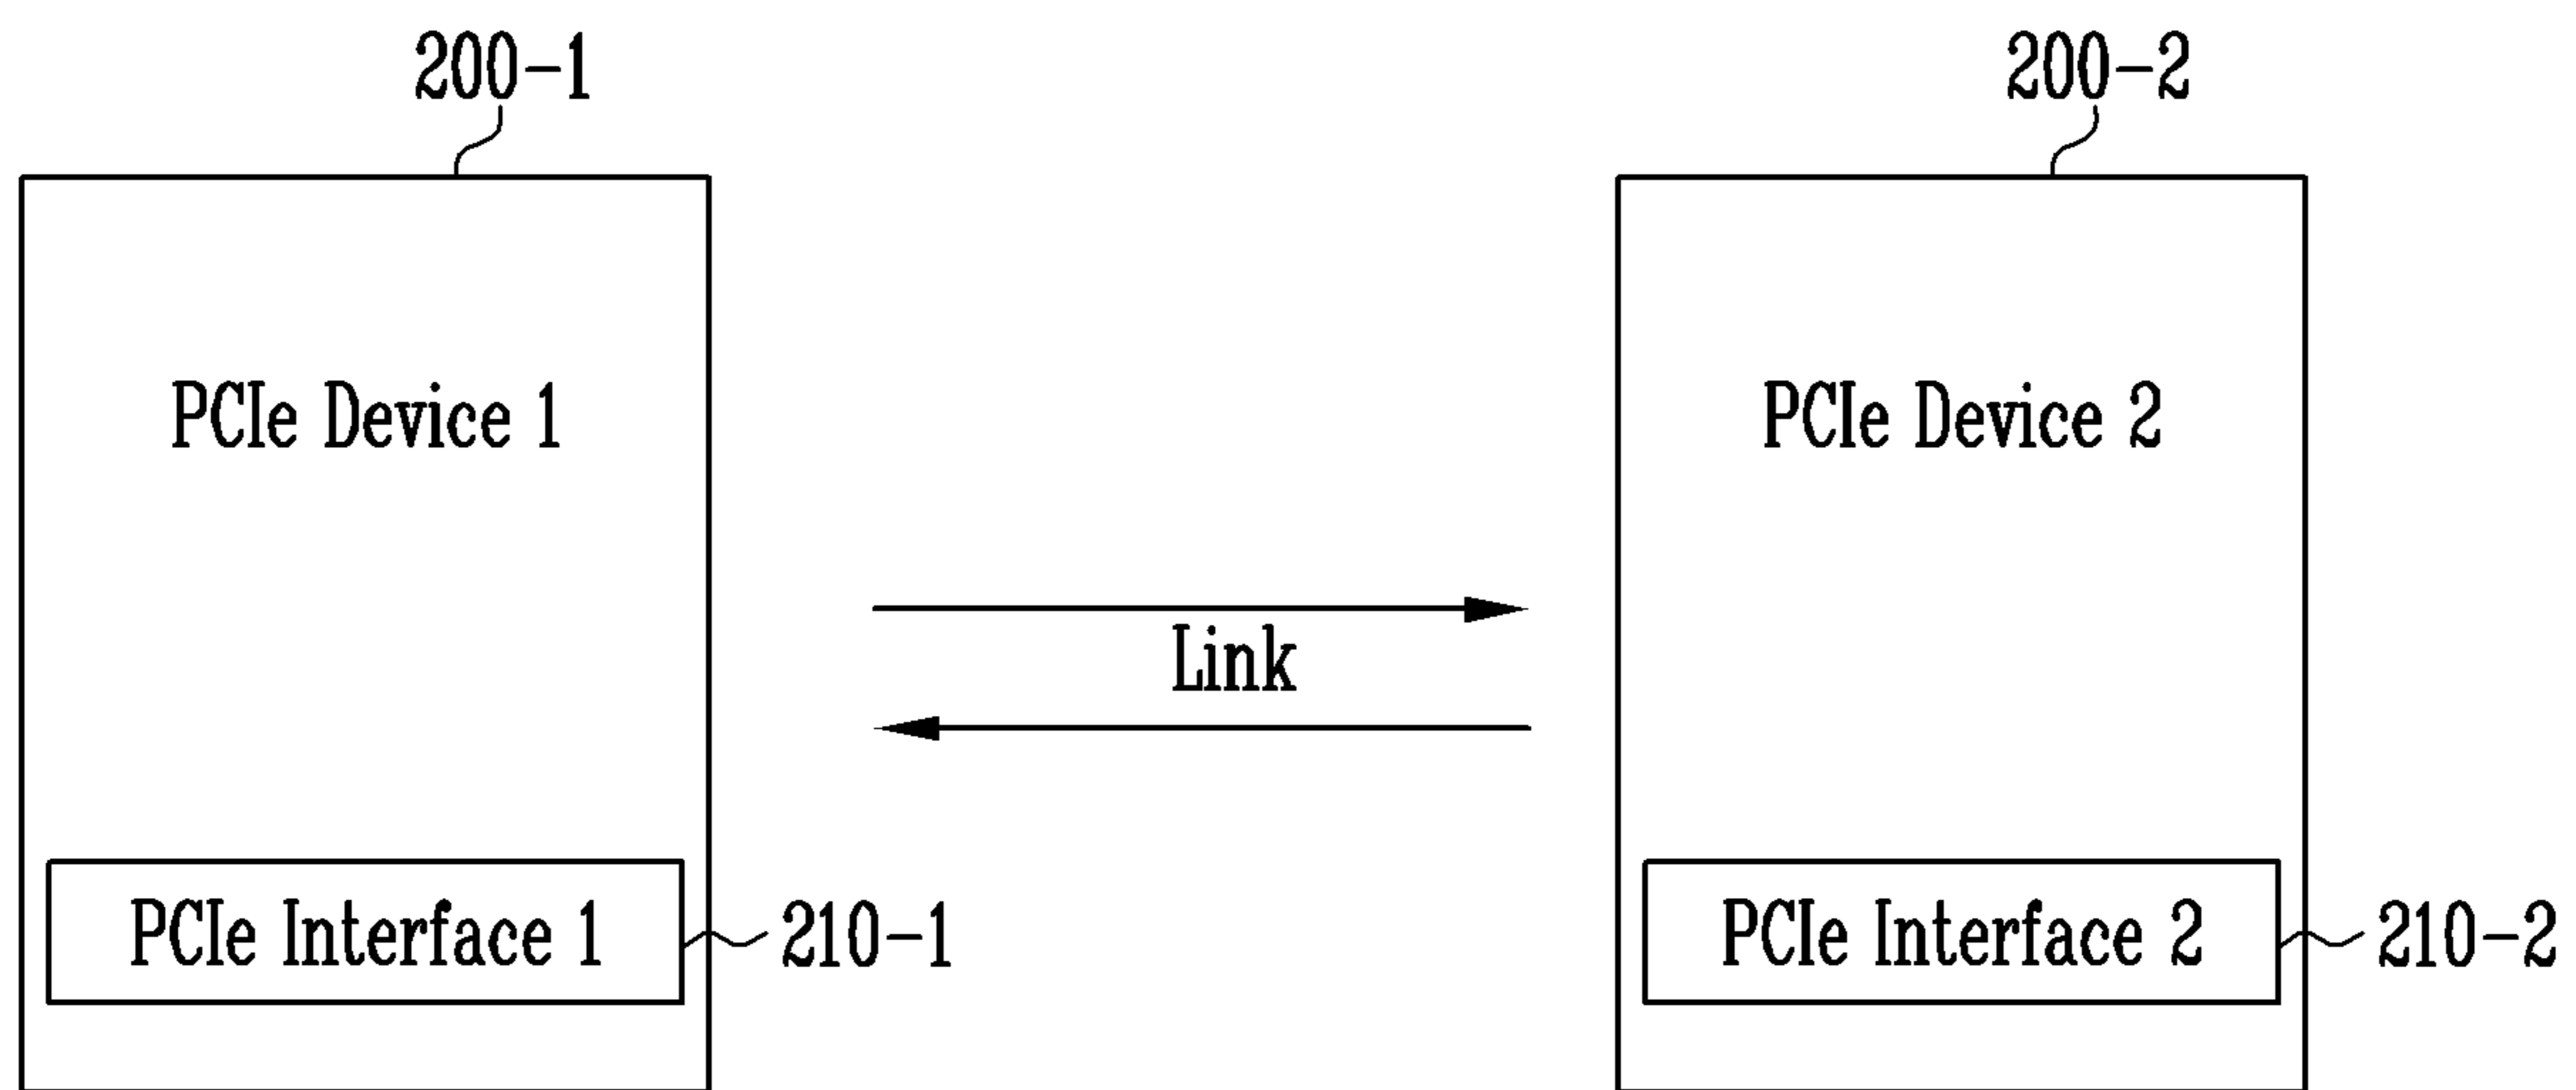 200-1
200-2
PCIe Device 1
PCIe Device 2
Link
PCIe Interface 1
210-1
PCIe Interface 2
210-2